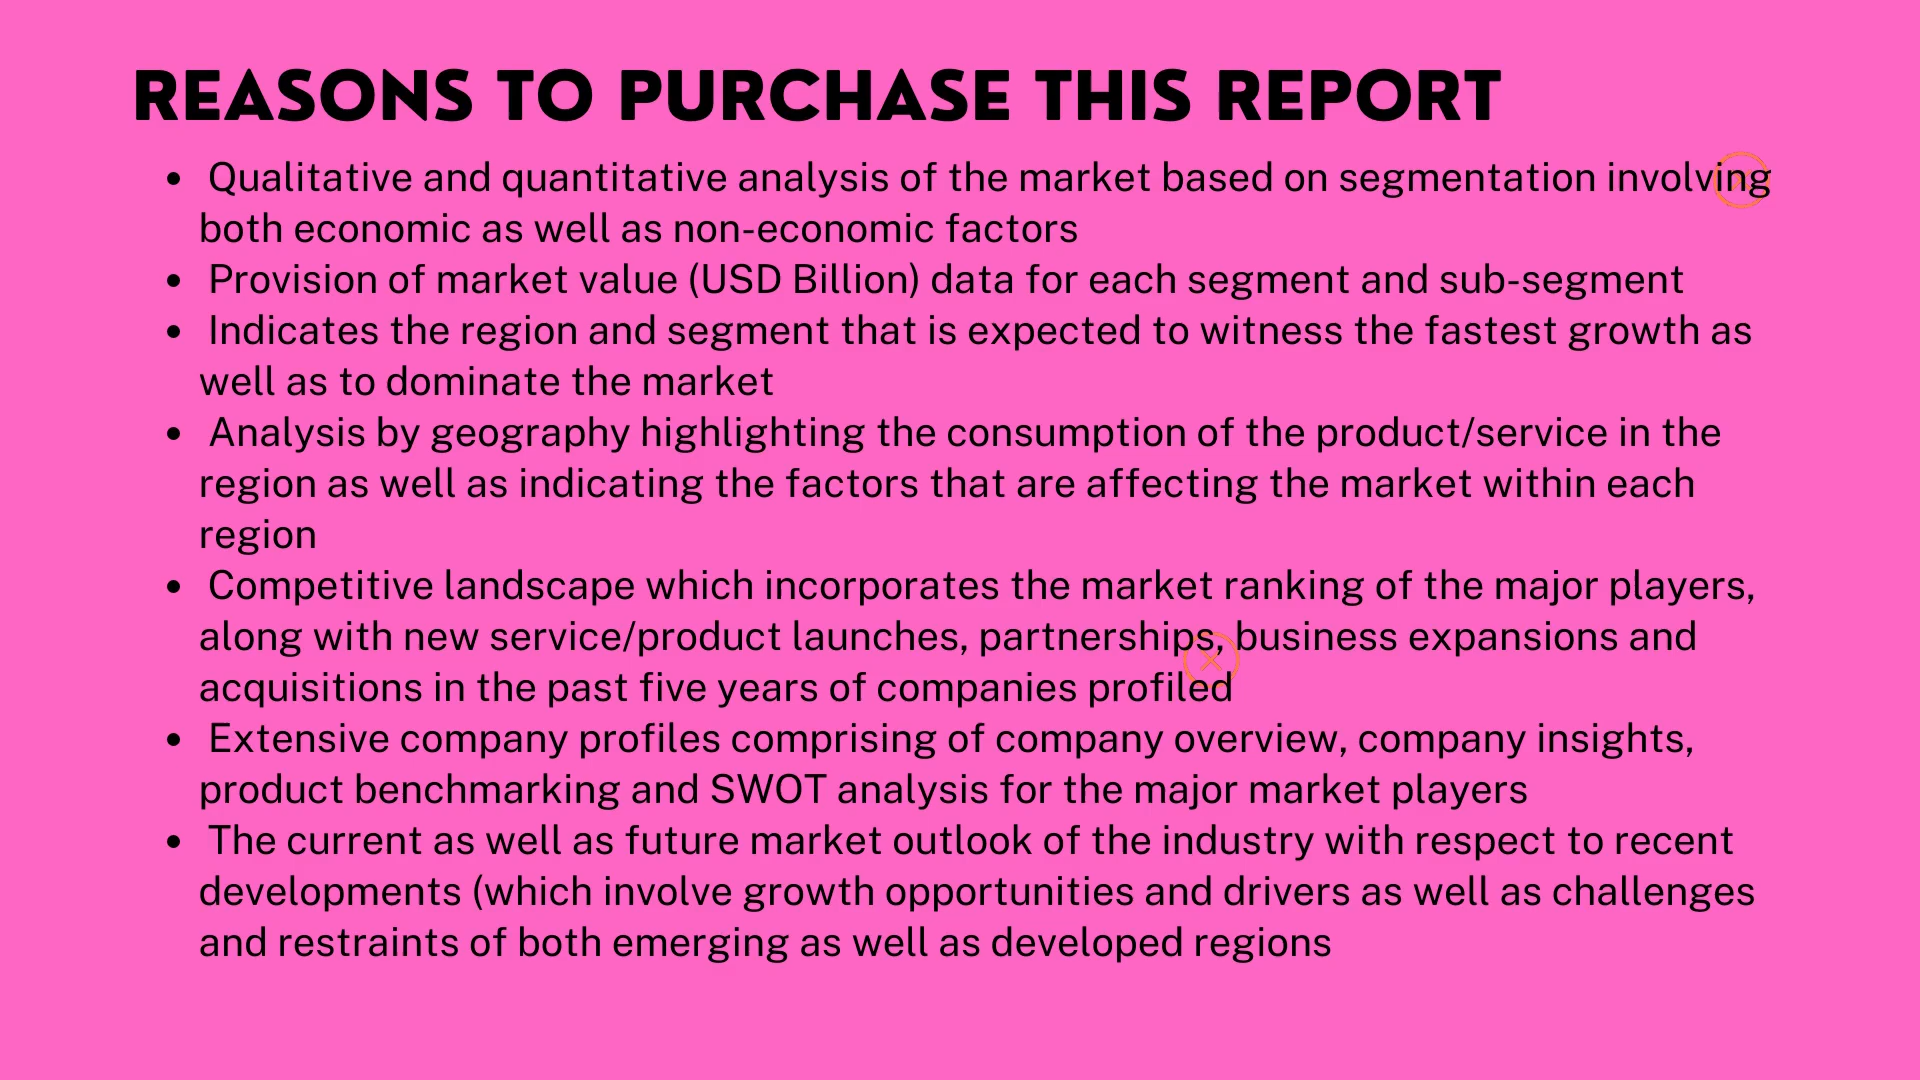 REASONS TO PURCHASE THIS REPORT
• Qualitative and quantitative analysis of the market based on segmentation involving
both economic as well as non-economic factors
• Provision of market value (USD Billion) data for each segment and sub-segment
• Indicates the region and segment that is expected to witness the fastest growth as
well as to dominate the market
• Analysis by geography highlighting the consumption of the product/service in the
region as well as indicating the factors that are affecting the market within each
region
• Competitive landscape which incorporates the market ranking of the major players,
along with new service/product launches, partnerships, business expansions and
acquisitions in the past five years of companies profiled
• Extensive company profiles comprising of company overview, company insights,
product benchmarking and SWOT analysis for the major market players
• The current as well as future market outlook of the industry with respect to recent
developments (which involve growth opportunities and drivers as well as challenges
and restraints of both emerging as well as developed regions